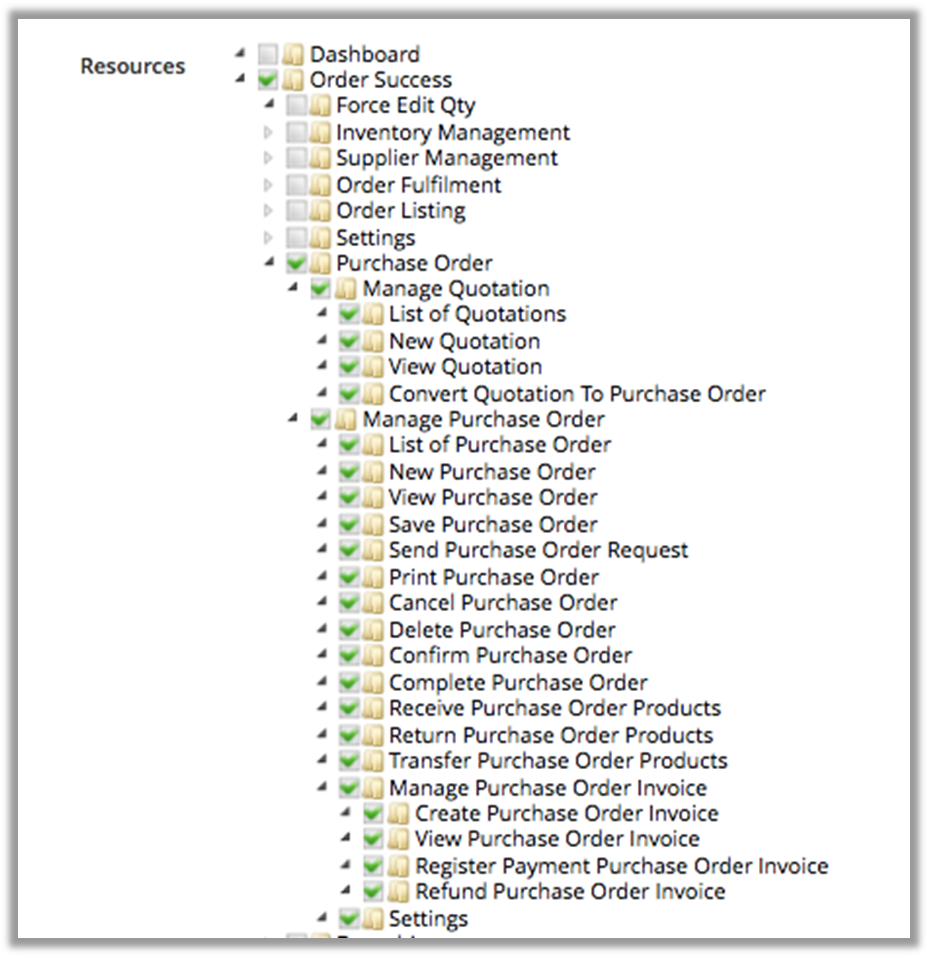 Resources
Dashboard
Order Success
Force Edit Qty
Inventory Management
Supplier Management
Order Fulfilment
Order Listing
Settings
Purchase Order
Manage Quotation
List of Quotations
New Quotation
View Quotation
Convert Quotation To Purchase Order
Manage Purchase Order
List of Purchase Order
New Purchase Order
View Purchase Order
Save Purchase Order
Send Purchase Order Request
Print Purchase Order
Cancel Purchase Order
Delete Purchase Order
Confirm Purchase Order
Complete Purchase Order
Receive Purchase Order Products
Return Purchase Order Products
Transfer Purchase Order Products
Manage Purchase Order Invoice
Create Purchase Order Invoice
View Purchase Order Invoice
Register Payment Purchase Order Invoice
Refund Purchase Order Invoice
Settings